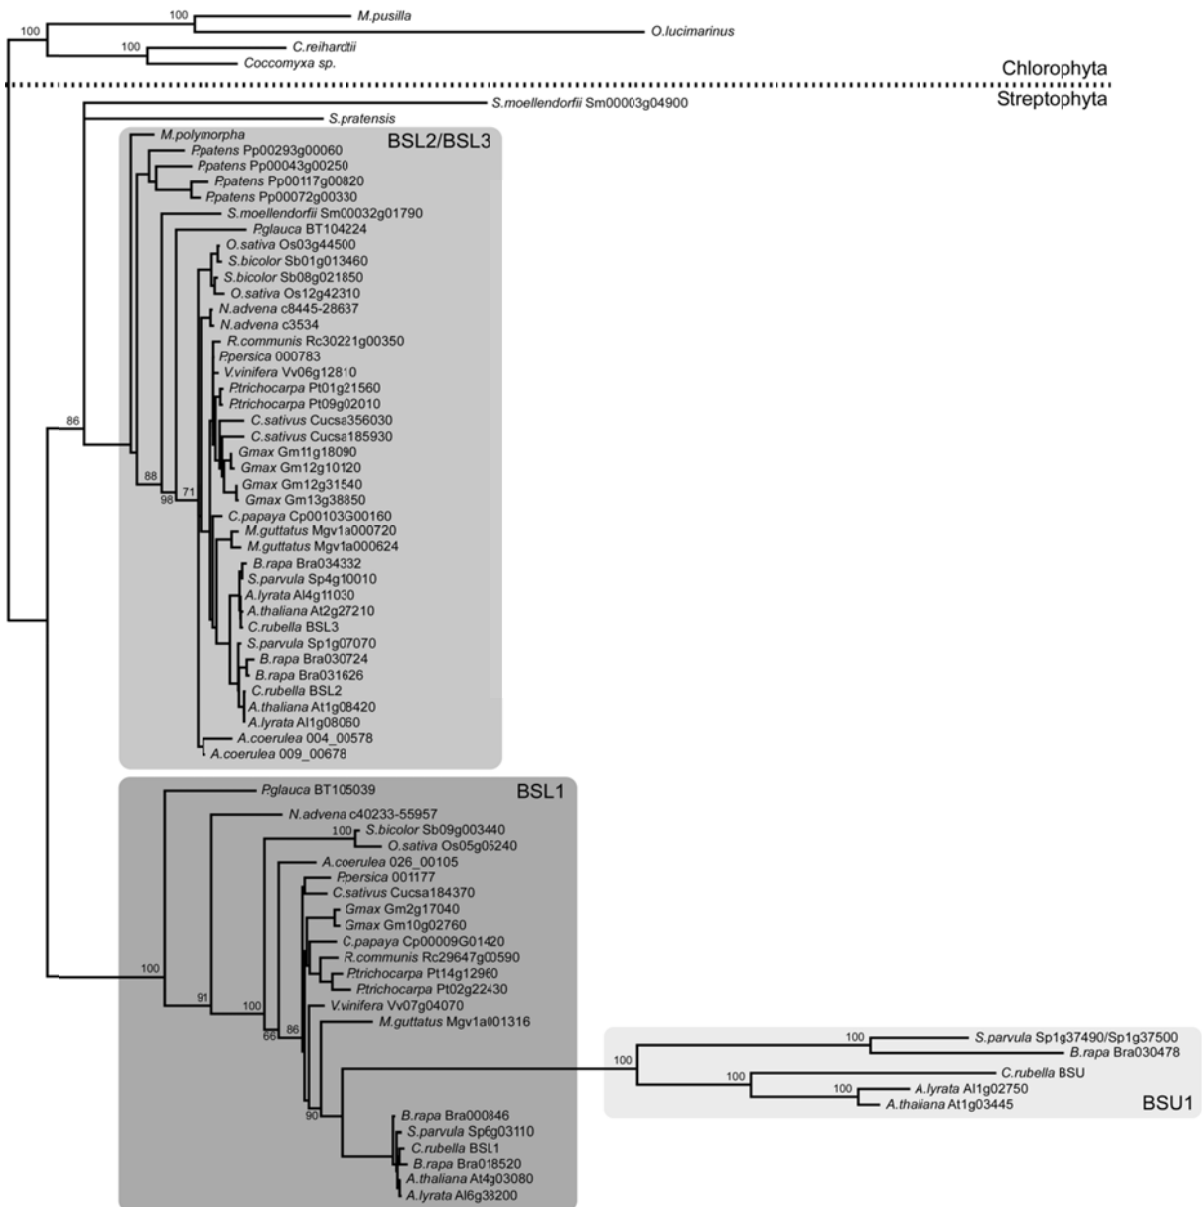 100
100
M.pusilla
O.lucimarinus
100
C.reihardtii
Coccomyxa sp.
Chlorophyta
Streptophyta
S.moellendorfii Sm00003g04900
S.pratensis
BSL2/BSL3
M.polymorpha
P.patens Pp00293g00060
P.patens Pp00043g00250
P.patens Pp00117g00820
P.patens Pp00072g00330
S.moellendorfii Sm00032g01790
P.glauca BT104224
O.sativa Os03g44500
S.bicolor Sb01g013460
S.bicolor Sb08g021850
O.sativa Os12g42310
N.advena c8445-28637
N.advena c3534
R.communis Rc30221g00350
P.persica 000783
V.vinifera Vv06g12810
P.trichocarpa Pt01g21560
P.trichocarpa Pt09g02010
86
C.sativus Cucsa356030
C.sativus Cucsa185930
Gmax Gm11g18090
Gmax Gm12g10120
88
98
71
Gmax Gm12g31540
Gmax Gm13g38850
C.papaya Cp00103G00160
M.guttatus Mgv1a000720
M.guttatus Mgv1a000624
B.rapa Bra034332
S.parvula Sp4g10010
A.lyrata Al4g11030
A.thaliana At2g27210
C.rubella BSL3
S.parvula Sp1g07070
B.rapa Bra030724
B.rapa Bra031626
C.rubella BSL2
A.thaliana At1g08420
A.lyrata Al1g08060
A.coerulea 004_00578
A.coerulea 009_00678
P.glauca BT105039
BSL1
N.advena c40233-55957
100
S.bicolor Sb09g003440
O.sativa Os05g05240
A.coerulea 026_00105
P.persica 001177
C.sativus Cucsa184370
Gmax Gm2g17040
Gmax Gm10g02760
C.papaya Cp00009G01420
R.communis Rc29647g00590
100
P.trichocarpa Pt14g12960
P.trichocarpa Pt02g22430
91
100
V.vinifera Vv07g04070
66
86
M.guttatus Mgv1a001316
100
S.parvula Sp1g37490/Sp1g37500
B.rapa Bra030478
100
100
C.rubella BSU
100
A.lyrata Al1g02750
A.thaliana At1g03445
BSU1
90
B.rapa Bra000846
S.parvula Sp6g03110
C.rubella BSL1
B.rapa Bra018520
A.thaliana At4g03080
A.lyrata Al6g38200